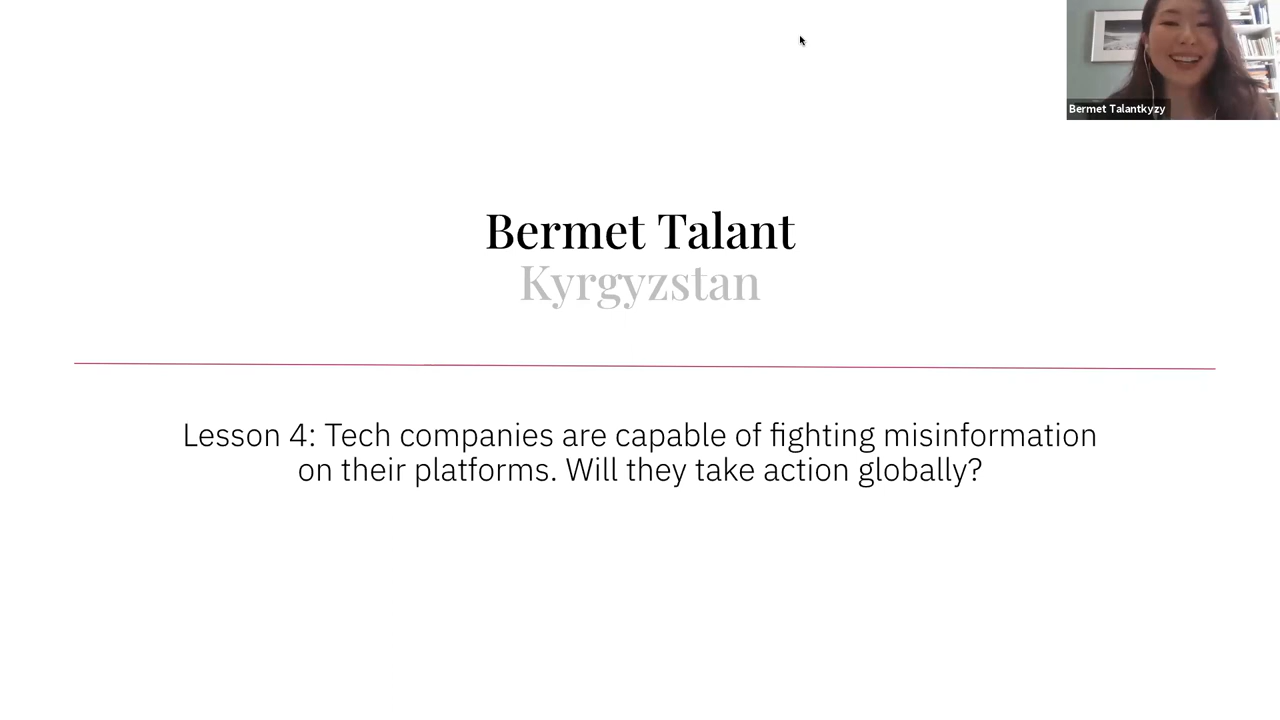 Bermet Talantkyzy
Bermet Talant
Kyrgyzstan
Lesson 4: Tech companies are capable of fighting misinformation
on their platforms. Will they take action globally?